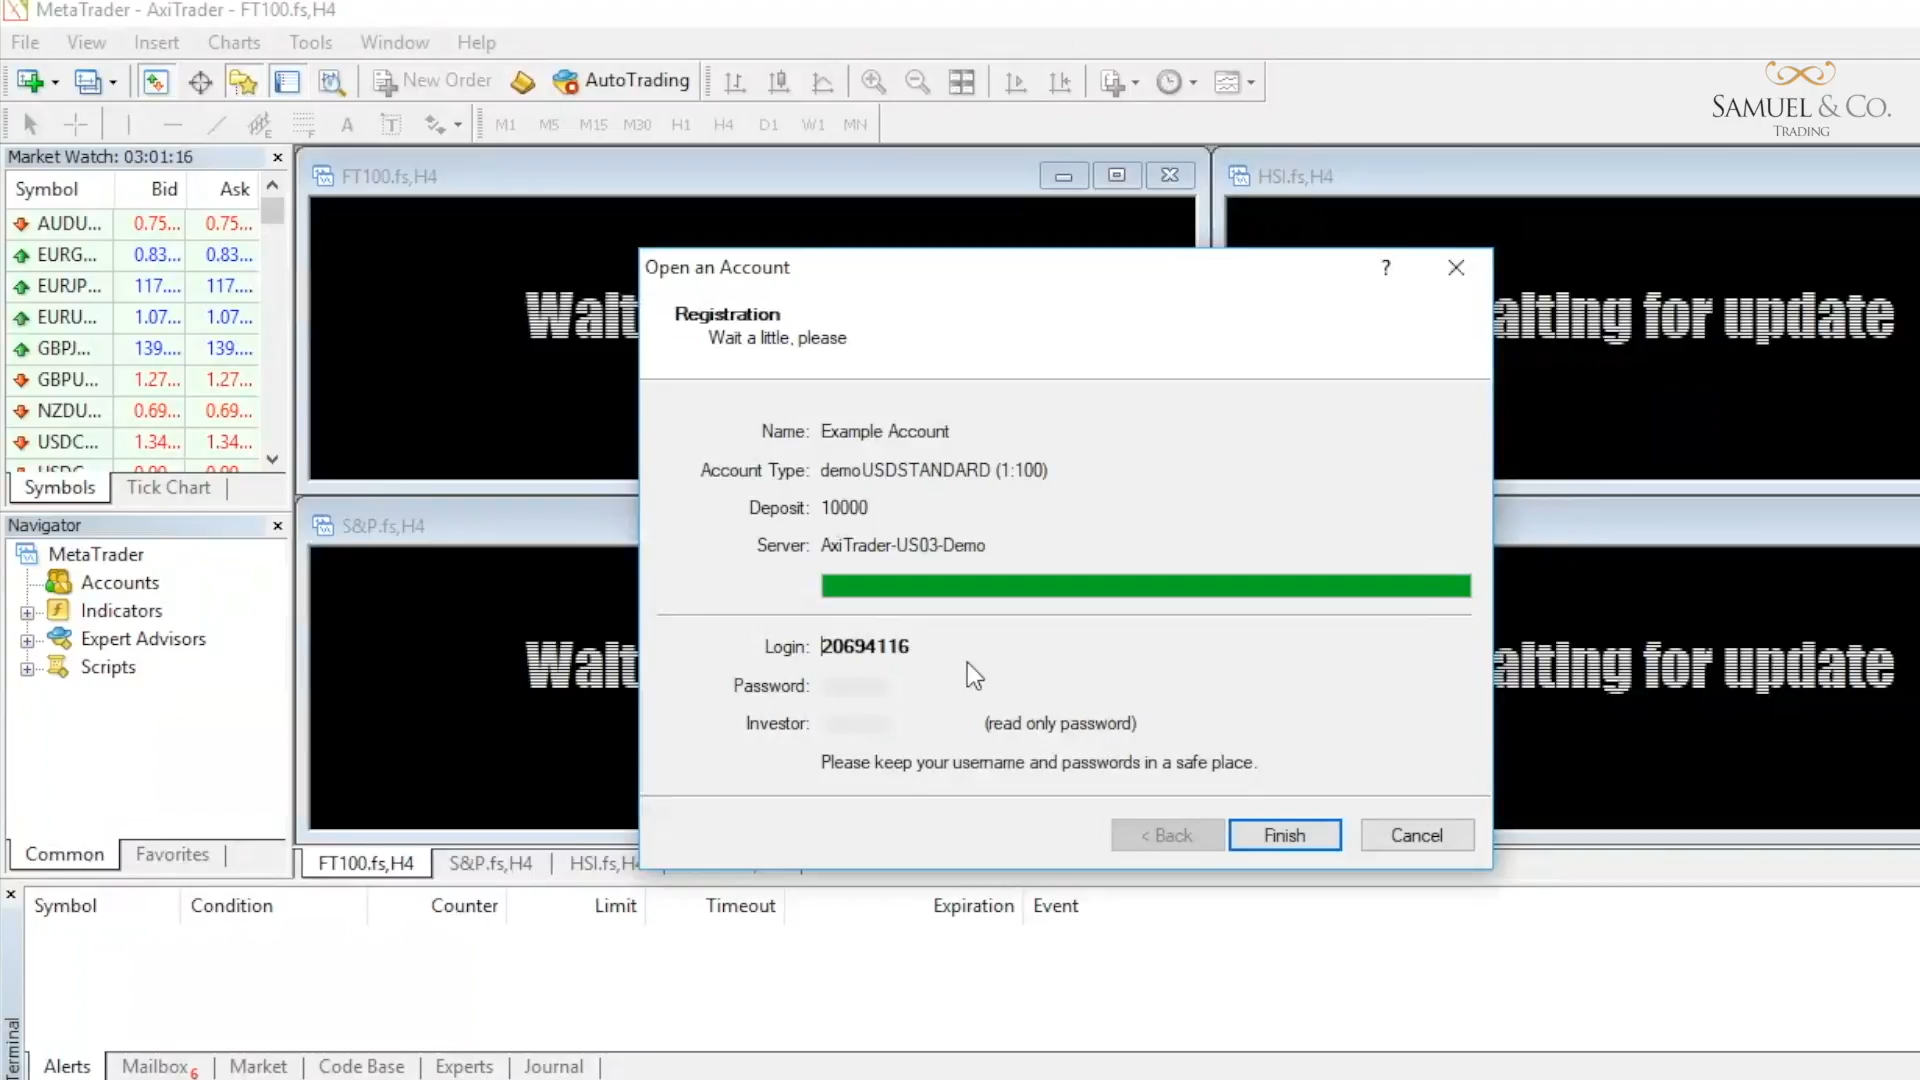 MetaTrader - AxiTrader - FT100.fs,H4
File View Insert Charts Tools Window Help
New Order AutoTrading
SAMUEL & CO.
TRADING
A T M1 M5 M15 M30 H1 H4 D1 W1 MN
Market Watch: 03:01:16
Symbol Bid Ask
AUDU... 0.75... 0.75...
EURG... 0.83... 0.83...
EURJP... 117.... 117....
EURU... 1.07... 1.07...
GBPJ... 139.... 139....
GBPU... 1.27... 1.27...
NZDU... 0.69... 0.69...
USDC... 1.34... 1.34...
Symbols Tick Chart
Navigator
MetaTrader
Accounts
Indicators
Expert Advisors
Scripts
Common Favorites
FT100.fs,H4
HSI.fs,H4
S&P.fs,H4
Open an Account
Registration
Wait a little, please
Name: Example Account
Account Type: demoUSDSTANDARD (1:100)
Deposit: 10000
Server: AxiTrader-US03-Demo
Login: 20694116
Password:
Investor: (read only password)
Please keep your username and passwords in a safe place.
< Back Finish Cancel
FT100.fs,H4 S&P.fs,H4 HSI.fs,H4
Symbol Condition Counter Limit Timeout Expiration Event
Terminal
Alerts Mailbox 6 Market Code Base Experts Journal